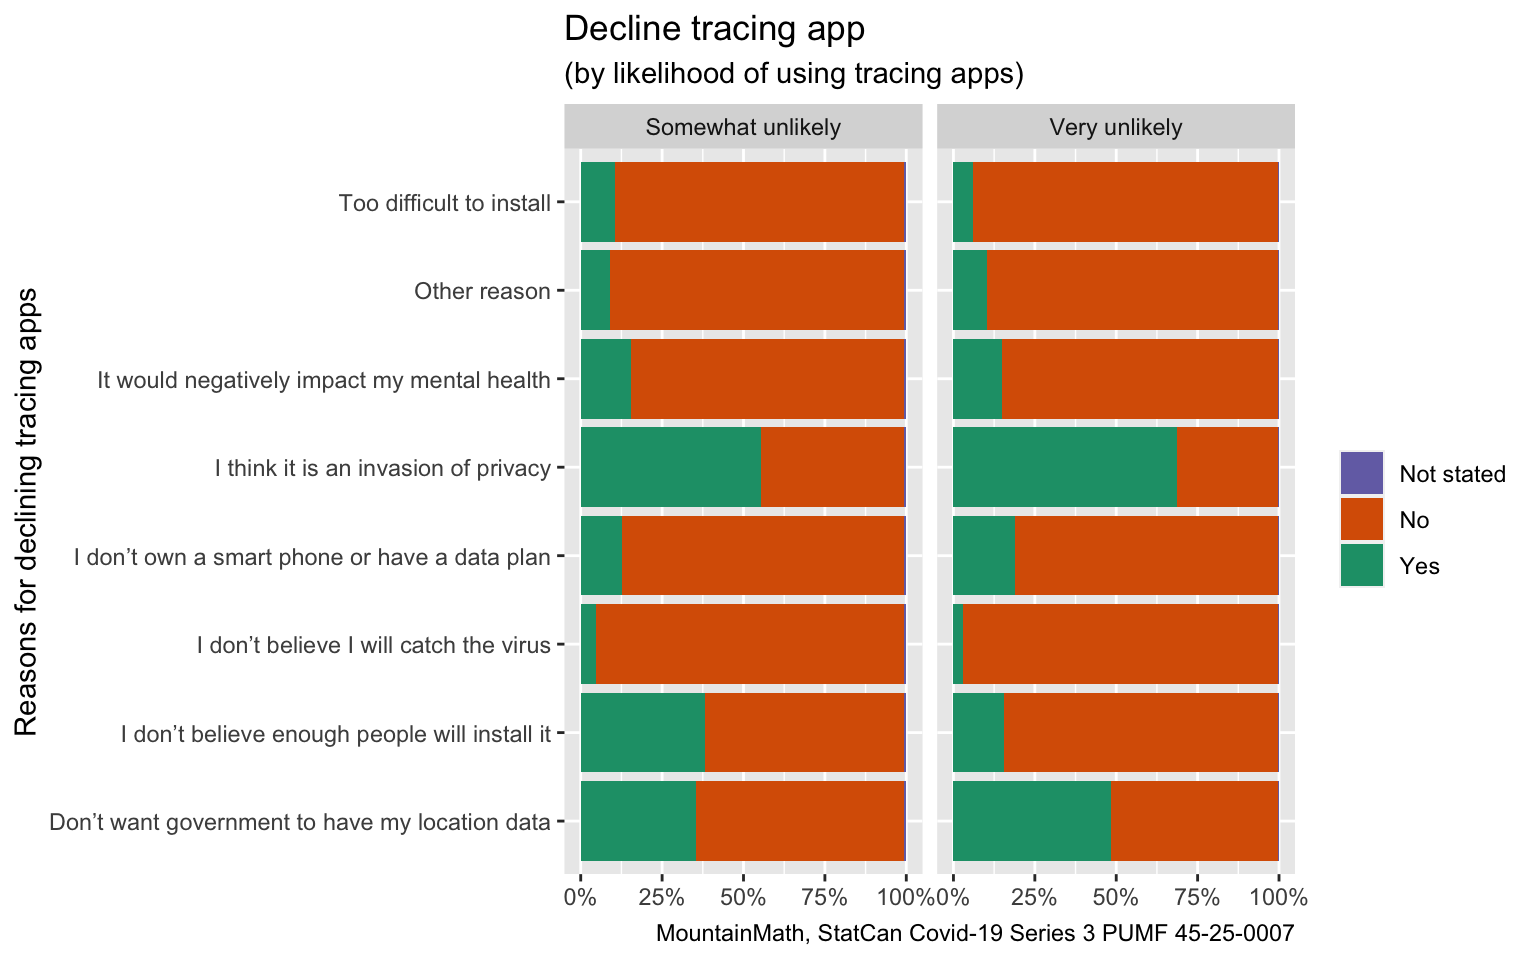 Decline tracing app
(by likelihood of using tracing apps)
Somewhat unlikely
Very unlikely
Reasons for declining tracing apps
Too difficult to install
Other reason
It would negatively impact my mental health
I think it is an invasion of privacy
I don’t own a smart phone or have a data plan
I don’t believe I will catch the virus
I don’t believe enough people will install it
Don’t want government to have my location data
0% 25% 50% 75% 100%
0% 25% 50% 75% 100%
Not stated
No
Yes
MountainMath, StatCan Covid-19 Series 3 PUMF 45-25-0007